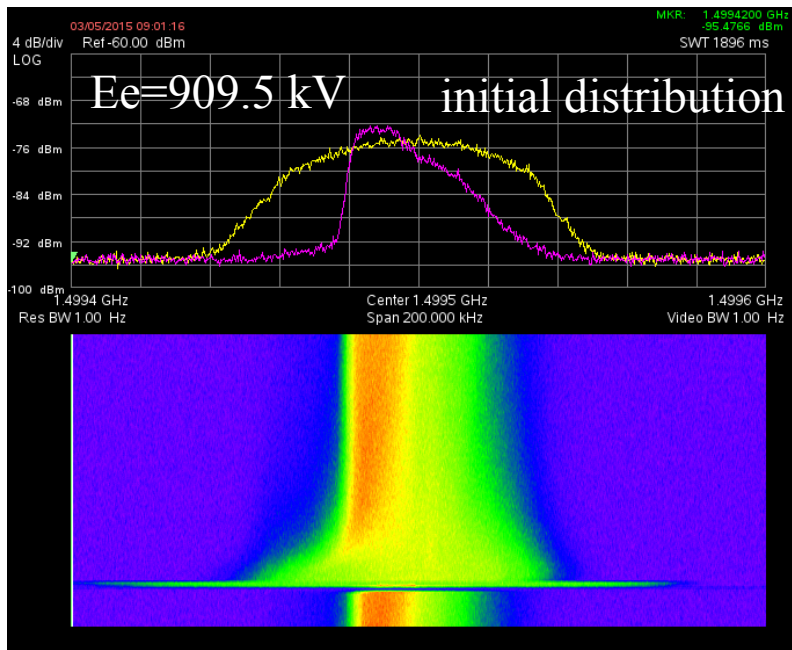 MKR: 1.4994200 GHz
03/05/2015 09:01:16
-95.4766 dBm
4 dB/div Ref -60.00 dBm
SWT 1896 ms
LOG
Ee=909.5 kV initial distribution
-68 dBm
-76 dBm
-84 dBm
-92 dBm
-100 dBm
1.4994 GHz Center 1.4995 GHz 1.4996 GHz
Res BW 1.00 Hz Span 200.000 kHz Video BW 1.00 Hz